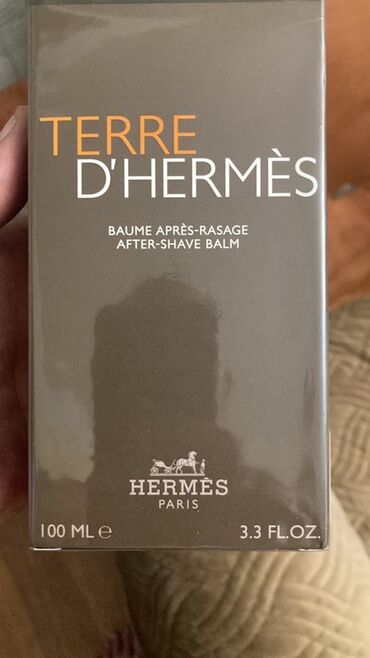 TERRE
D'HERMÈS
BAUME APRÈS-RASAGE
AFTER-SHAVE BALM
HERMÈS
PARIS
100 ML ℮ 3.3 FL.OZ.